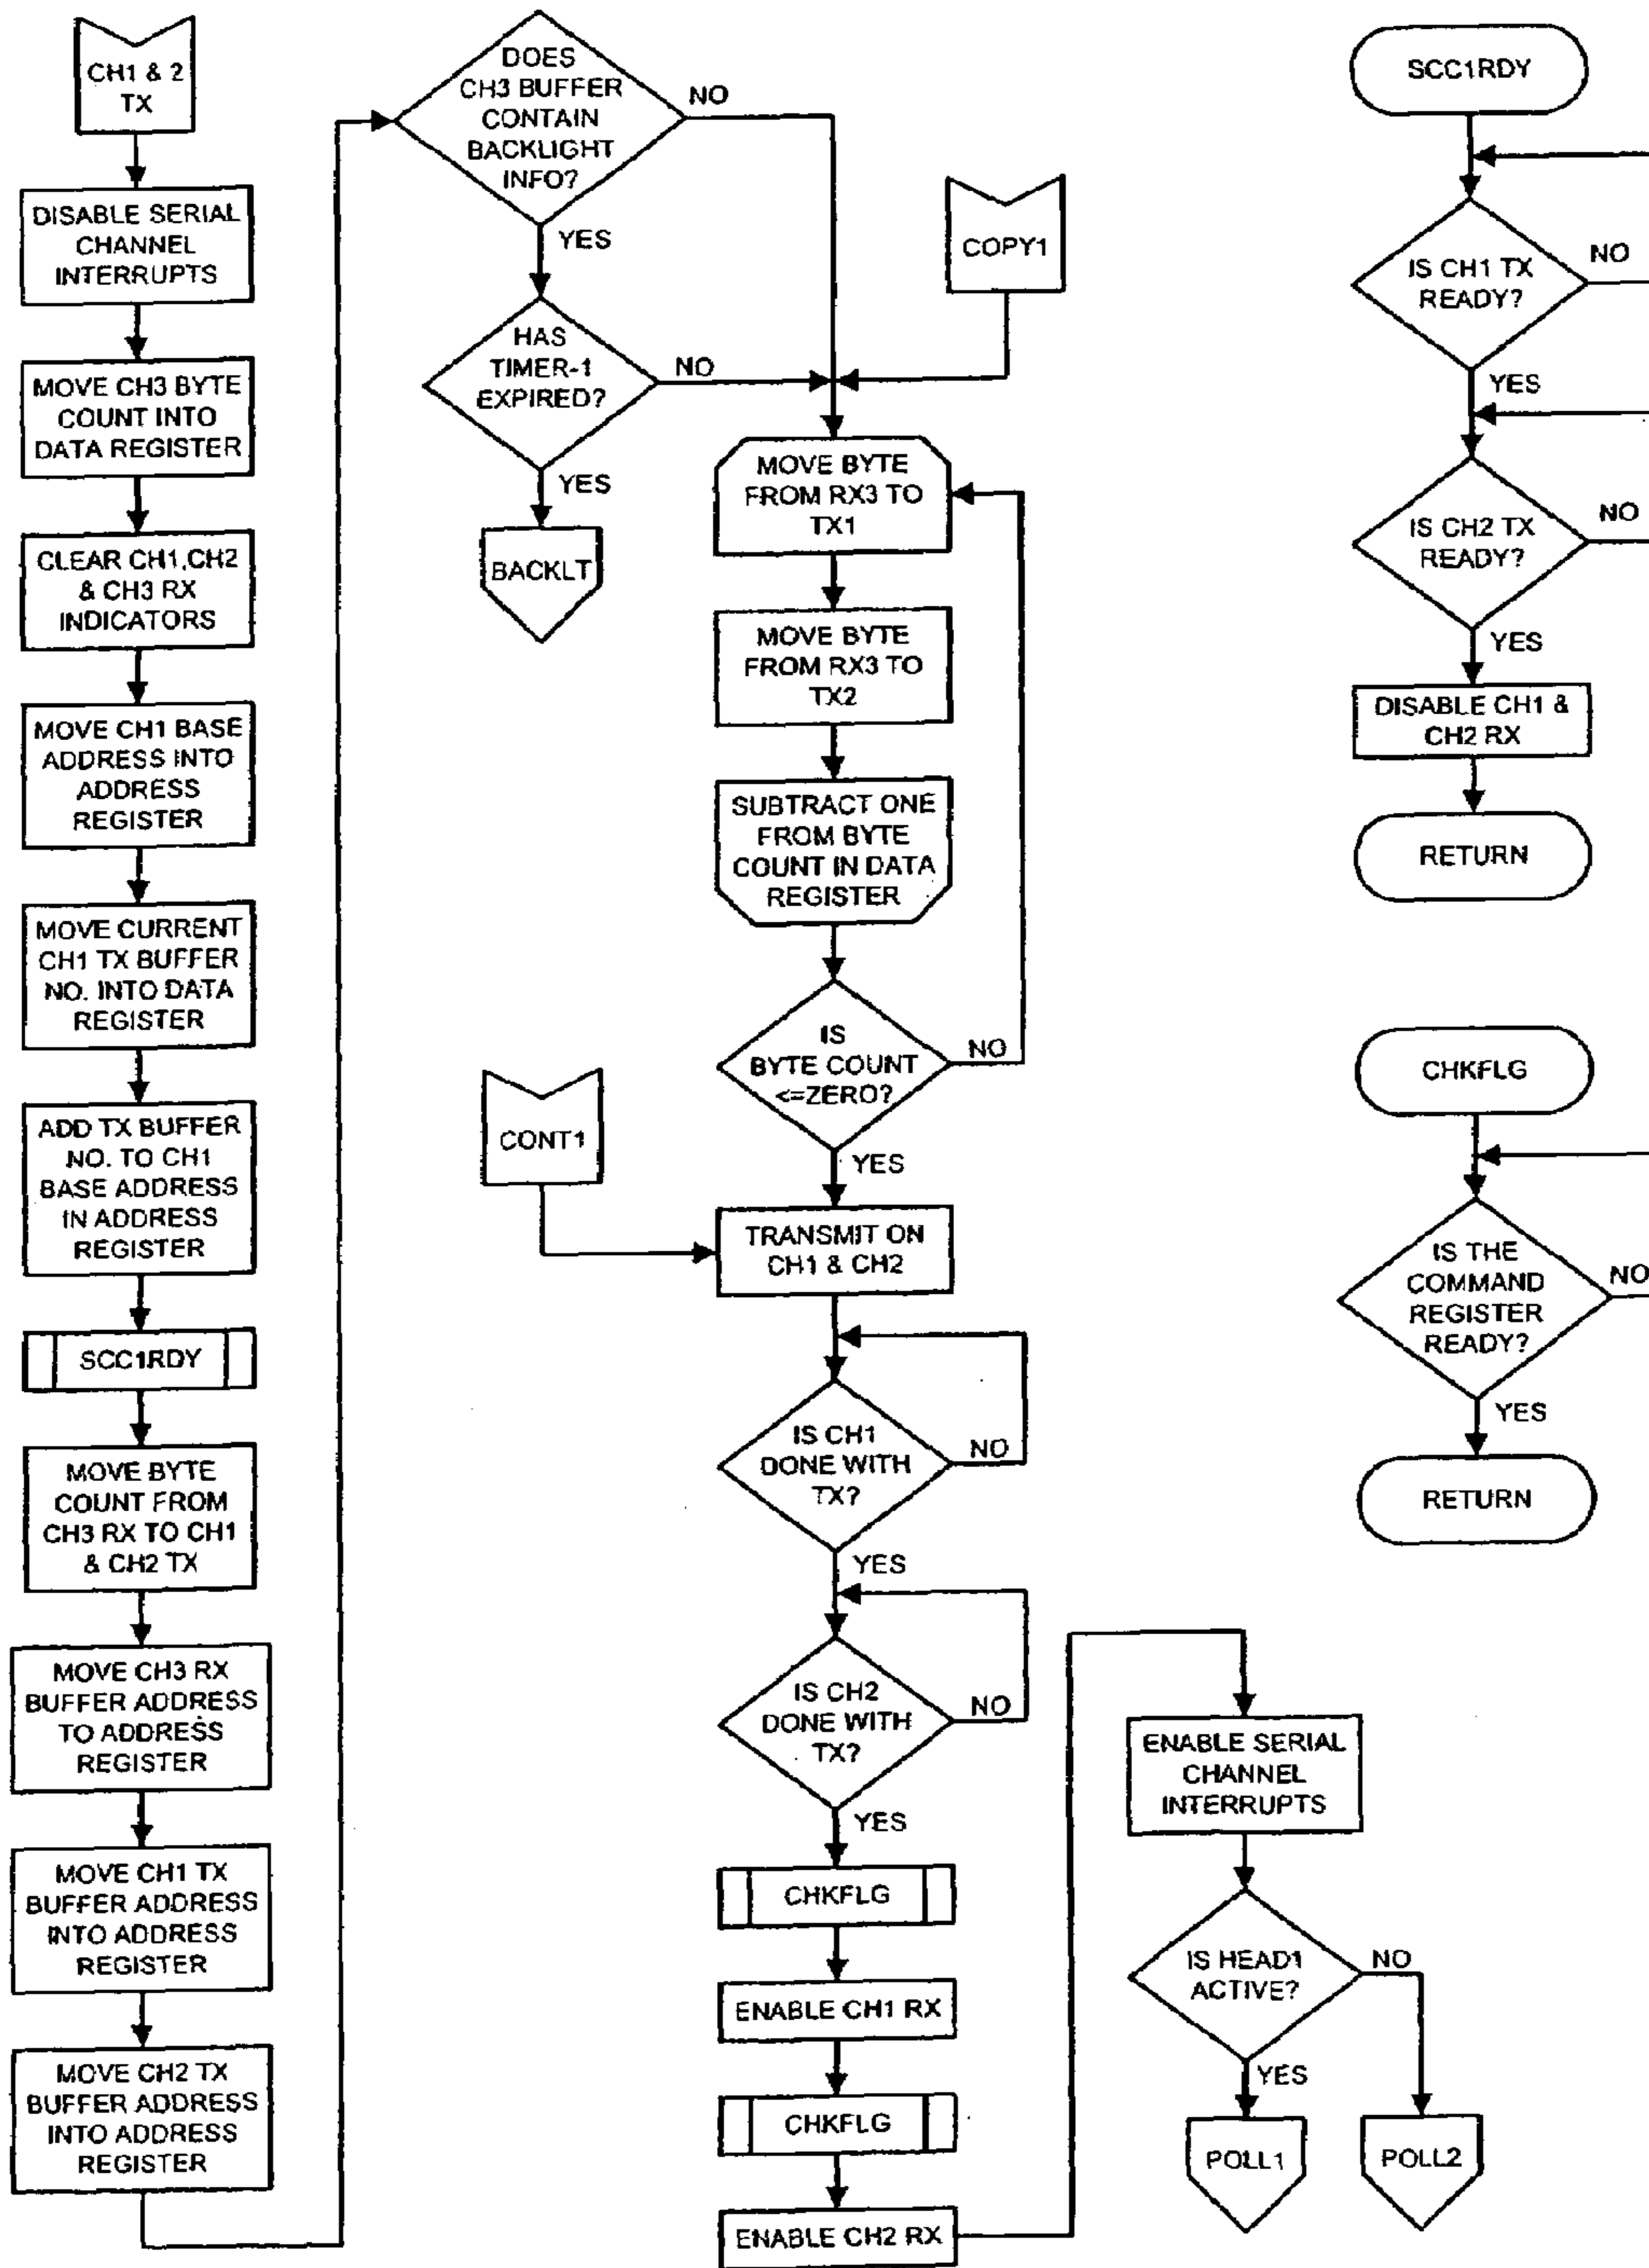 CH1 & 2
TX
DISABLE SERIAL
CHANNEL
INTERRUPTS
MOVE CH3 BYTE
COUNT INTO
DATA REGISTER
CLEAR CH1,CH2
& CH3 RX
INDICATORS
MOVE CH1 BASE
ADDRESS INTO
ADDRESS
REGISTER
MOVE CURRENT
CH1 TX BUFFER
NO. INTO DATA
REGISTER
ADD TX BUFFER
NO. TO CH1
BASE ADDRESS
IN ADDRESS
REGISTER
SCC1RDY
MOVE BYTE
COUNT FROM
CH3 RX TO CH1
& CH2 TX
MOVE CH3 RX
BUFFER ADDRESS
TO ADDRESS
REGISTER
MOVE CH1 TX
BUFFER ADDRESS
INTO ADDRESS
REGISTER
MOVE CH2 TX
BUFFER ADDRESS
INTO ADDRESS
REGISTER
DOES
CH3 BUFFER
CONTAIN
BACKLIGHT
INFO?
NO
YES
HAS
TIMER-1
EXPIRED?
NO
YES
BACKLT
COPY1
MOVE BYTE
FROM RX3 TO
TX1
MOVE BYTE
FROM RX3 TO
TX2
SUBTRACT ONE
FROM BYTE
COUNT IN DATA
REGISTER
IS
BYTE COUNT
<=ZERO?
NO
YES
CONT1
TRANSMIT ON
CH1 & CH2
IS CH1
DONE WITH
TX?
NO
YES
IS CH2
DONE WITH
TX?
NO
YES
CHKFLG
ENABLE CH1 RX
CHKFLG
ENABLE CH2 RX
ENABLE SERIAL
CHANNEL
INTERRUPTS
IS HEAD1
ACTIVE?
NO
YES
POLL1
POLL2
SCC1RDY
IS CH1 TX
READY?
NO
YES
IS CH2 TX
READY?
NO
YES
DISABLE CH1 &
CH2 RX
RETURN
CHKFLG
IS THE
COMMAND
REGISTER
READY?
NO
YES
RETURN